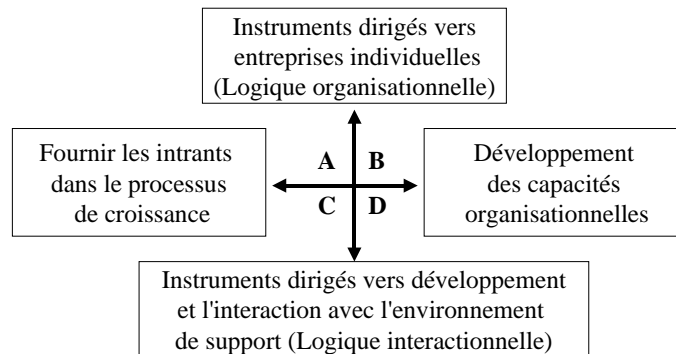 Instruments dirigés vers
entreprises individuelles
(Logique organisationnelle)
Fournir les intrants
dans le processus
de croissance
A B
C D
Développement
des capacités
organisationnelles
Instruments dirigés vers développement
et l'interaction avec l'environnement
de support (Logique interactionnelle)